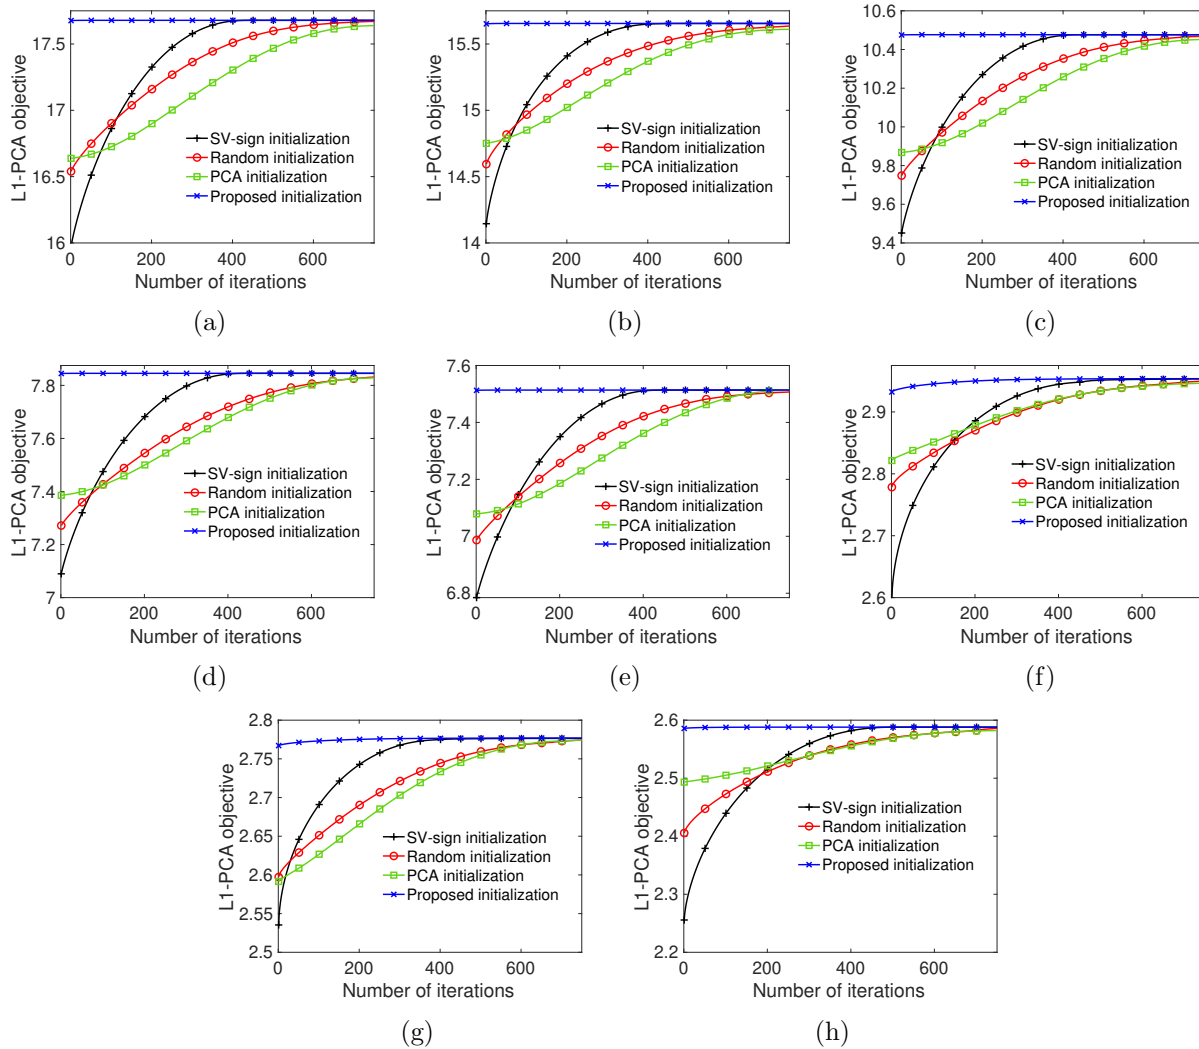 17.5
17
16.5
16
L1-PCA objective
SV-sign initialization
Random initialization
PCA initialization
Proposed initialization
0 200 400 600
Number of iterctions
(a)
15.5
15
14.5
14
L1-PCA objective
SV-sign initialization
Random initialization
PCA initialization
Proposed initialization
0 200 400 600
Number of iterctions
(b)
10.6
10.4
10.2
10
9.8
9.6
9.4
L1-PCA objective
SV-sign initialization
Random initialization
PCA initialization
Proposed initialization
0 200 400 600
Number of iterctions
(c)
7.8
7.6
7.4
7.2
7
L1-PCA objective
SV-sign initialization
Random initialization
PCA initialization
Proposed initialization
0 200 400 600
Number of iterctions
(d)
7.6
7.4
7.2
7
6.8
L1-PCA objective
SV-sign initialization
Random initialization
PCA initialization
Proposed initialization
0 200 400 600
Number of iterctions
(e)
2.9
2.8
2.7
2.6
L1-PCA objective
SV-sign initialization
Random initialization
PCA initialization
Proposed initialization
0 200 400 600
Number of iterctions
(f)
2.8
2.75
2.7
2.65
2.6
2.55
2.5
L1-PCA objective
SV-sign initialization
Random initialization
PCA initialization
Proposed initialization
0 200 400 600
Number of iterctions
(g)
2.6
2.5
2.4
2.3
2.2
L1-PCA objective
SV-sign initialization
Random initialization
PCA initialization
Proposed initialization
0 200 400 600
Number of iterctions
(h)